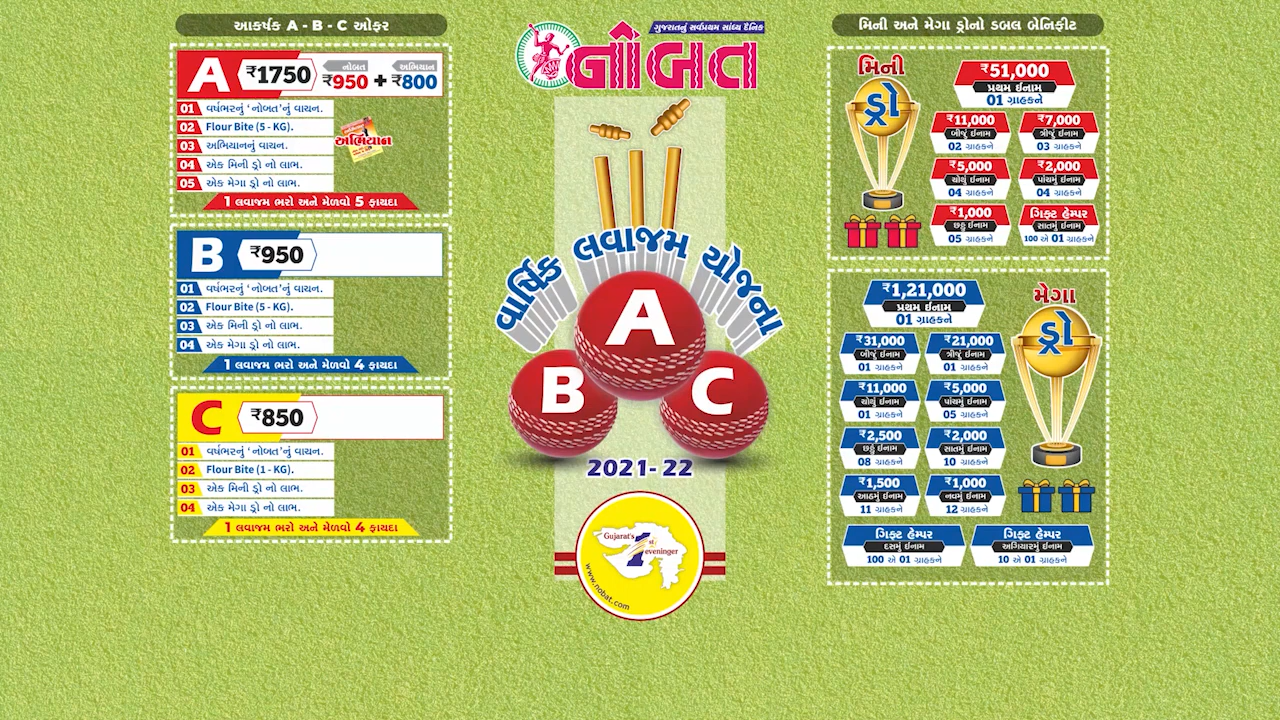 આકર્ષક A - B - C ઓફર
A ₹1750 નોબત ₹950 + અભિયાન ₹800
01 વર્ષભરનું ‘નોબત’નું વાચન.
02 Flour Bite (5 - KG).
03 અભિયાનનું વાચન.
04 એક મિની ડ્રો નો લાભ.
05 એક મેગા ડ્રો નો લાભ.
અભિયાન
1 લવાજમ ભરો અને મેળવો 5 ફાયદા
B ₹950
01 વર્ષભરનું ‘નોબત’નું વાચન.
02 Flour Bite (5 - KG).
03 એક મિની ડ્રો નો લાભ.
04 એક મેગા ડ્રો નો લાભ.
1 લવાજમ ભરો અને મેળવો 4 ફાયદા
C ₹850
01 વર્ષભરનું ‘નોબત’નું વાચન.
02 Flour Bite (1 - KG).
03 એક મિની ડ્રો નો લાભ.
04 એક મેગા ડ્રો નો લાભ.
1 લવાજમ ભરો અને મેળવો 4 ફાયદા
ગુજરાતનું સર્વપ્રથમ સાંધ્ય દૈનિક
નોબત
વાર્ષિક લવાજમ યોજના
A
B C
2021- 22
Gujarat's 1st eveninger
www.nobat.com
મિની અને મેગા ડ્રોનો ડબલ બેનિફીટ
મિની
ડ્રો
₹51,000
પ્રથમ ઈનામ
01 ગ્રાહકને
₹11,000 ₹7,000
બીજું ઈનામ ત્રીજું ઈનામ
02 ગ્રાહકને 03 ગ્રાહકને
₹5,000 ₹2,000
ચોથું ઈનામ પાંચમું ઈનામ
04 ગ્રાહકને 04 ગ્રાહકને
₹1,000 ગિફ્ટ હેમ્પર
છઠ્ઠું ઈનામ સાતમું ઈનામ
05 ગ્રાહકને 100 એ 01 ગ્રાહકને
મેગા
ડ્રો
₹1,21,000
પ્રથમ ઈનામ
01 ગ્રાહકને
₹31,000 ₹21,000
બીજું ઈનામ ત્રીજું ઈનામ
01 ગ્રાહકને 01 ગ્રાહકને
₹11,000 ₹5,000
ચોથું ઈનામ પાંચમું ઈનામ
01 ગ્રાહકને 05 ગ્રાહકને
₹2,500 ₹2,000
છઠ્ઠું ઈનામ સાતમું ઈનામ
08 ગ્રાહકને 10 ગ્રાહકને
₹1,500 ₹1,000
આઠમું ઈનામ નવમું ઈનામ
11 ગ્રાહકને 12 ગ્રાહકને
ગિફ્ટ હેમ્પર ગિફ્ટ હેમ્પર
દસમું ઈનામ અગિયારમું ઈનામ
100 એ 01 ગ્રાહકને 10 એ 01 ગ્રાહકને